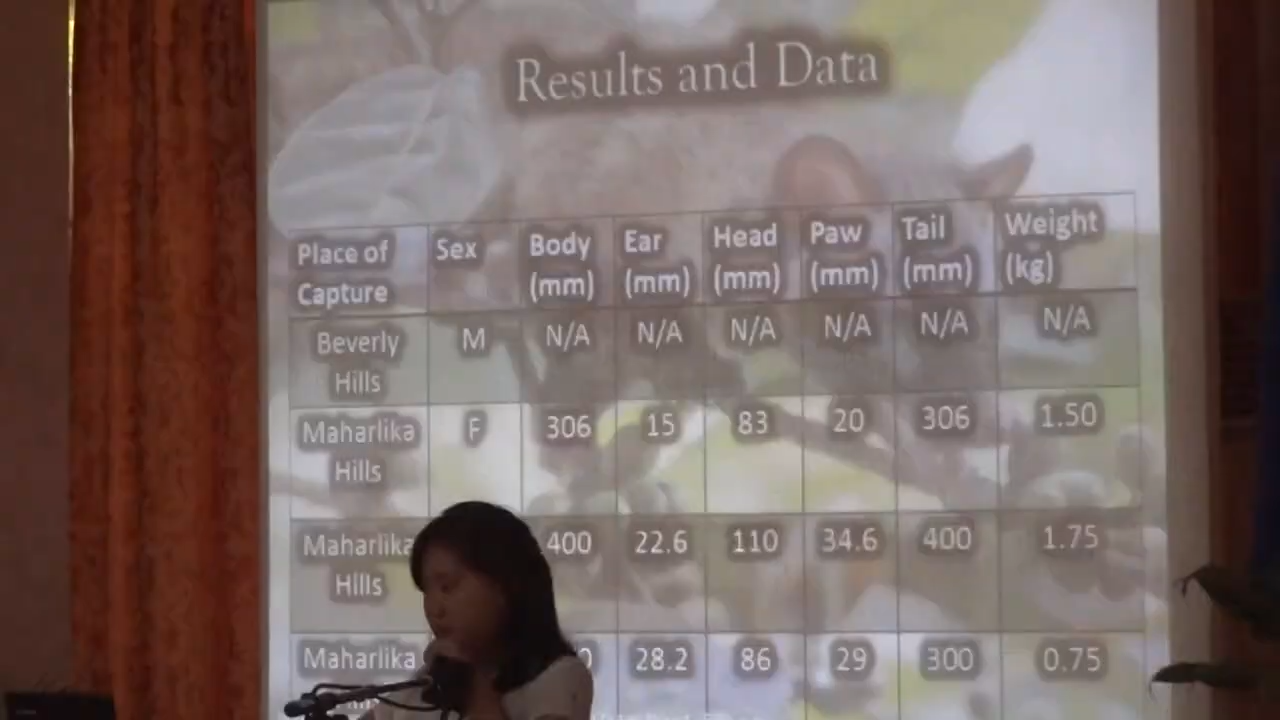 Results and Data
Place of Capture Sex Body (mm) Ear (mm) Head (mm) Paw (mm) Tail (mm) Weight (kg)
Beverly Hills M N/A N/A N/A N/A N/A N/A
Maharlika Hills F 306 15 83 20 306 1.50
Maharlika Hills 400 22.6 110 34.6 400 1.75
Maharlika 28.2 86 29 300 0.75